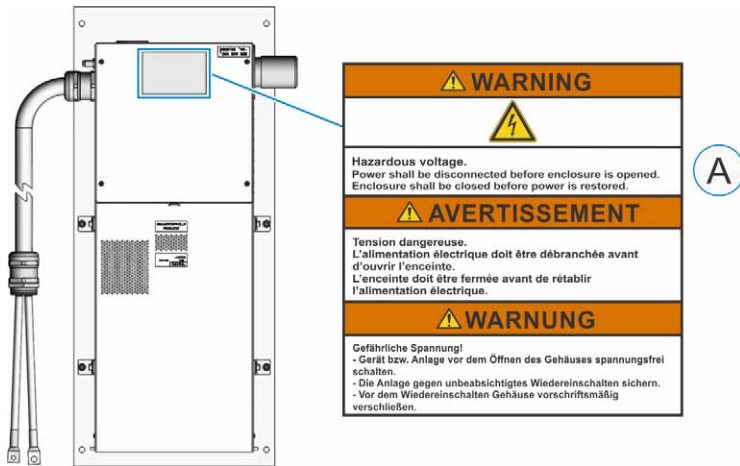 WARNING
Hazardous voltage.
Power shall be disconnected before enclosure is opened.
Enclosure shall be closed before power is restored.
A
AVERTISSEMENT
Tension dangereuse.
L'alimentation électrique doit être débranchée avant
d'ouvrir l'enceinte.
L'enceinte doit être fermée avant de rétablir
l'alimentation électrique.
WARNUNG
Gefährliche Spannung!
- Gerät bzw. Anlage vor dem Öffnen des Gehäuses spannungsfrei
schalten.
- Die Anlage gegen unbeabsichtigtes Wiedereinschalten sichern.
- Vor dem Wiedereinschalten Gehäuse vorschriftsmäßig
verschließen.